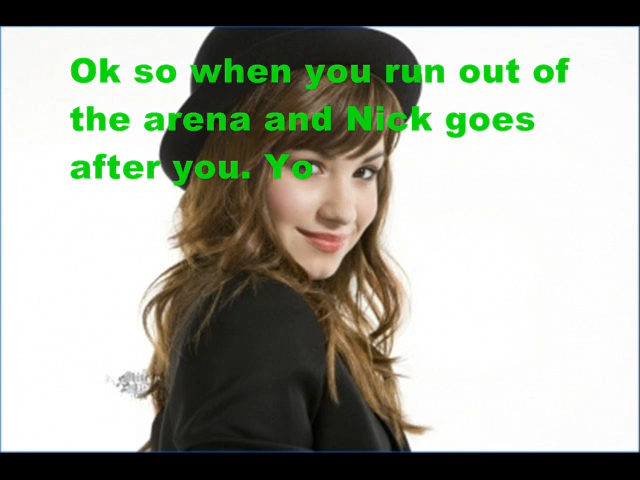 Ok so when you run out of
the arena and Nick goes
after you. Yo